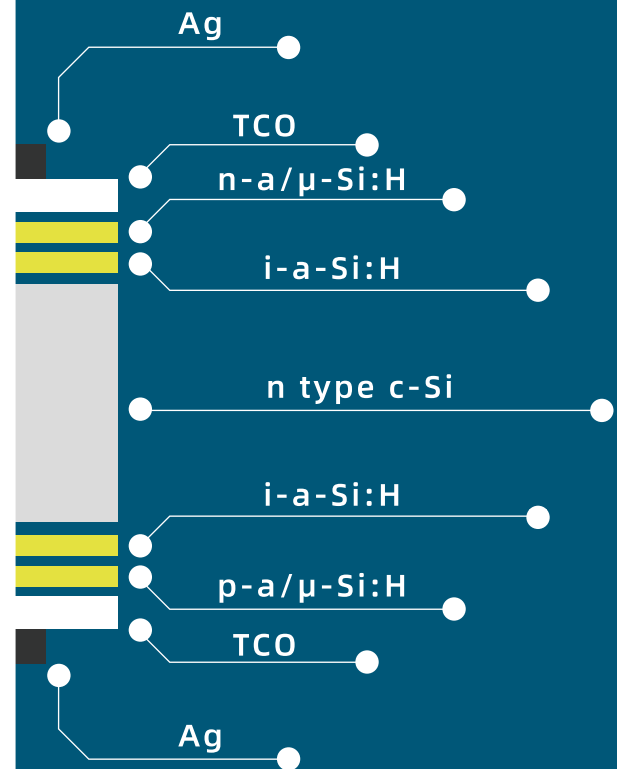 Ag
TCO
n-a/μ-Si:H
i-a-Si:H
n type c-Si
i-a-Si:H
p-a/μ-Si:H
TCO
Ag